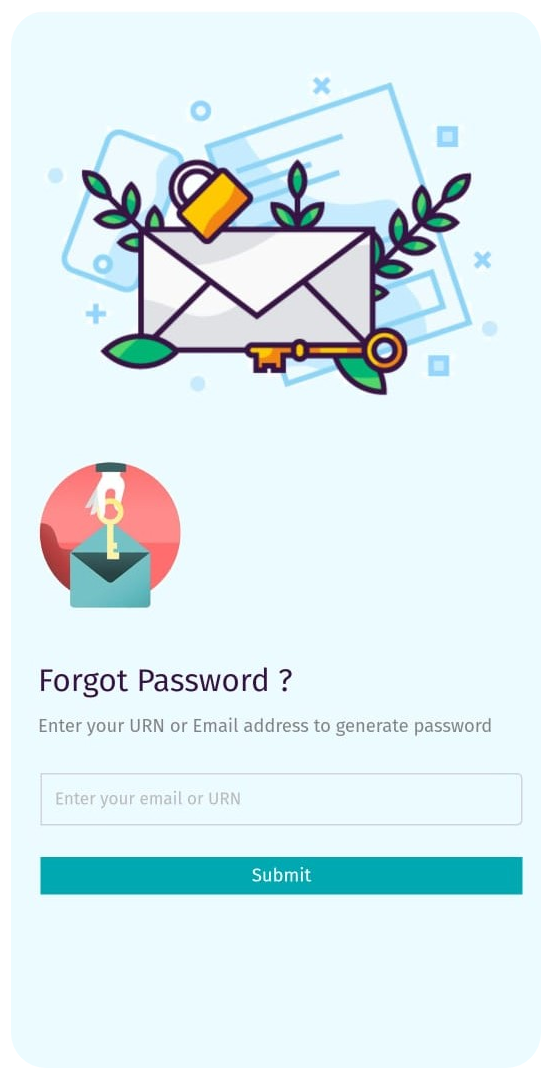 Forgot Password ?
Enter your URN or Email address to generate password
Enter your email or URN
Submit